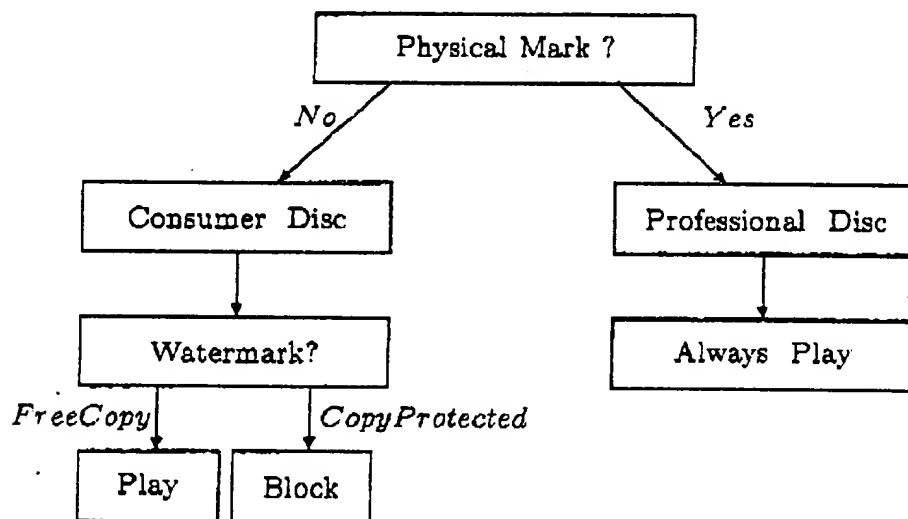 Physical Mark ?
No
Yes
Consumer Disc
Professional Disc
Watermark?
Always Play
FreeCopy
CopyProtected
Play
Block